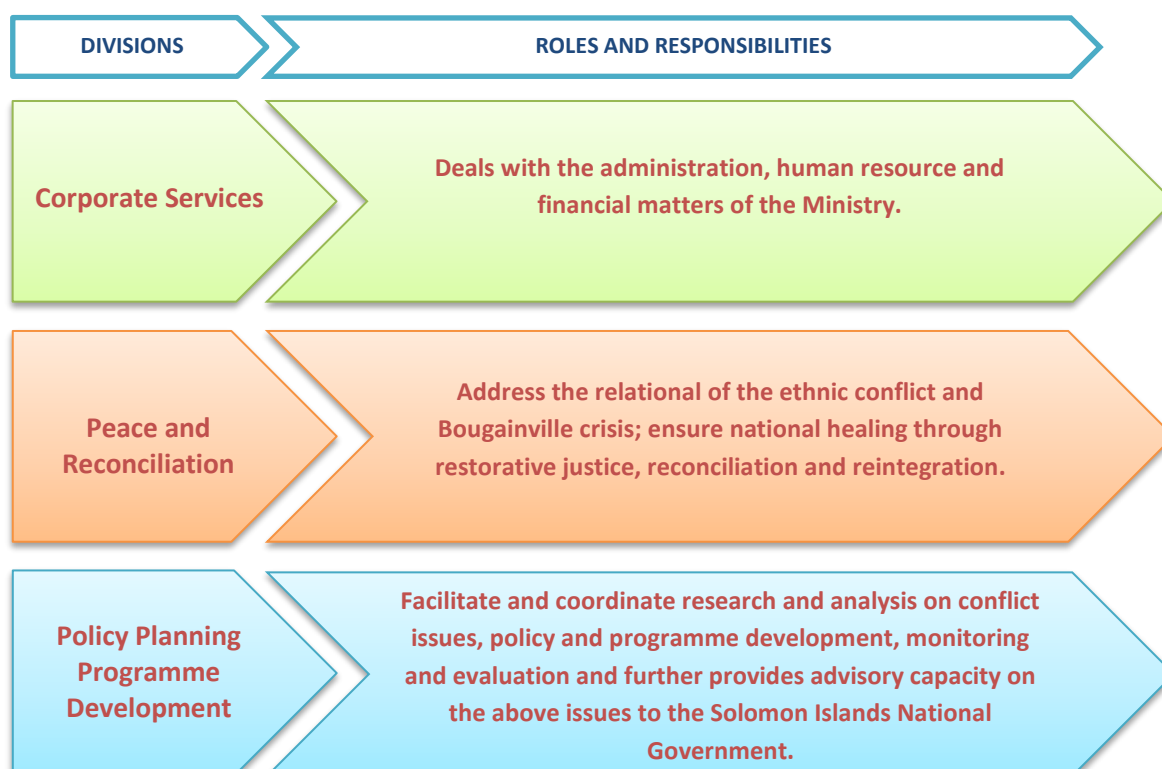 DIVISIONS
ROLES AND RESPONSIBILITIES
Corporate Services
Deals with the administration, human resource and
financial matters of the Ministry.
Peace and
Reconciliation
Address the relational of the ethnic conflict and
Bougainville crisis; ensure national healing through
restorative justice, reconciliation and reintegration.
Policy Planning
Programme
Development
Facilitate and coordinate research and analysis on conflict
issues, policy and programme development, monitoring
and evaluation and further provides advisory capacity on
the above issues to the Solomon Islands National
Government.